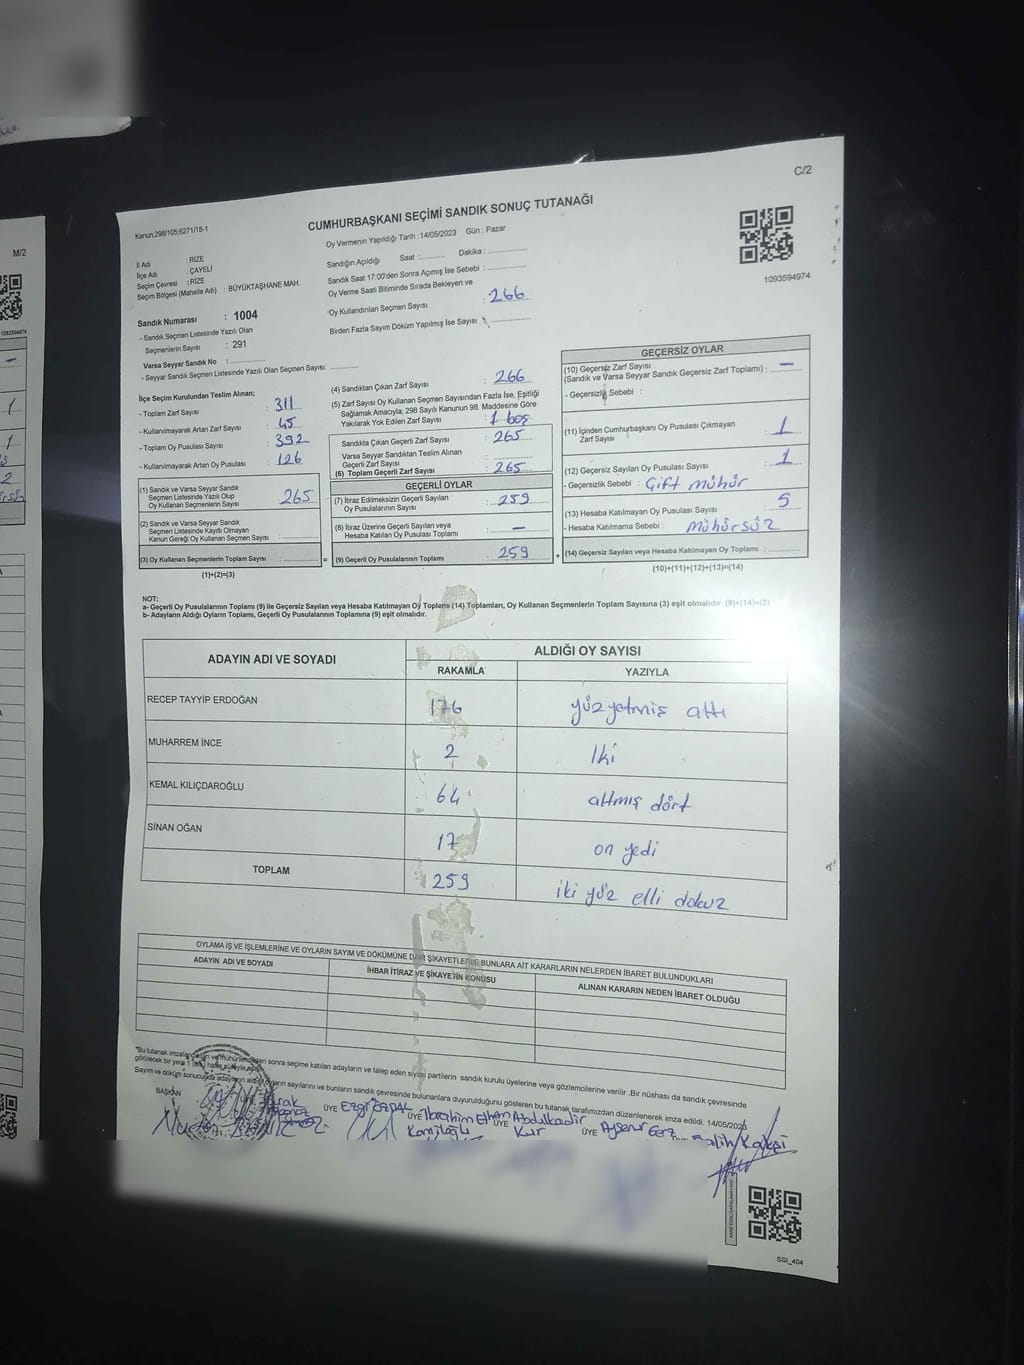 C/2
CUMHURBAŞKANI SEÇİMİ SANDIK SONUÇ TUTANAĞI
Kanun:298/105;6271/18-1
Oy Vermenin Yapıldığı Tarih :14/05/2023 Gün : Pazar
1093594974
İl Adı : RİZE
İlçe Adı : ÇAYELİ
Seçim Çevresi : RİZE
Seçim Bölgesi (Mahalle Adı) : BÜYÜKTAŞHANE MAH.
Sandığın Açıldığı Saat :............ Dakika :............
Sandık Saat 17:00'den Sonra Açımış İse Sebebi :............
Oy Verme Saati Bitiminde Sırada Bekleyen ve
Oy Kullandırılan Seçmen Sayısı : 266
Birden Fazla Sayım Döküm Yapılmış İse Sayısı :............
Sandık Numarası : 1004
- Sandık Seçmen Listesinde Yazılı Olan
Seçmenlerin Sayısı : 291
Varsa Seyyar Sandık No :............
- Seyyar Sandık Seçmen Listesinde Yazılı Olan Seçmen Sayısı:............
İlçe Seçim Kurulundan Teslim Alınan;
- Toplam Zarf Sayısı : 311
- Kullanılmayarak Artan Zarf Sayısı : 45
- Toplam Oy Pusulası Sayısı : 392
- Kullanılmayarak Artan Oy Pusulası : 126
(1) Sandık ve Varsa Seyyar Sandık
Seçmen Listesinde Yazılı Olup
Oy Kullanan Seçmenlerin Sayısı : 265
(2) Sandık ve Varsa Seyyar Sandık
Seçmen Listesinde Kayıtlı Olmayan
Kanun Gereği Oy Kullanan Seçmen Sayısı :............
(3) Oy Kullanan Seçmenlerin Toplam Sayısı :............
(1)+(2)=(3)
(4) Sandıktan Çıkan Zarf Sayısı : 266
(5) Zarf Sayısı Oy Kullanan Seçmen Sayısından Fazla İse, Eşitliği
Sağlamak Amacıyla; 298 Sayılı Kanunun 98. Maddesine Göre
Yakılarak Yok Edilen Zarf Sayısı : 1 boş
Sandıkta Çıkan Geçerli Zarf Sayısı : 265
Varsa Seyyar Sandıktan Teslim Alınan
Geçerli Zarf Sayısı :............
(6) Toplam Geçerli Zarf Sayısı : 265
GEÇERLİ OYLAR
(7) İtiraz Edilmeksizin Geçerli Sayılan
Oy Pusulalarının Sayısı : 259
(8) İtiraz Üzerine Geçerli Sayılan veya
Hesaba Katılan Oy Pusulası Toplamı : —
= (9) Geçerli Oy Pusulalarının Toplamı : 259 +
GEÇERSİZ OYLAR
(10) Geçersiz Zarf Sayısı
(Sandık ve Varsa Seyyar Sandık Geçersiz Zarf Toplamı) : —
- Geçersizlik Sebebi :
(11) İçinden Cumhurbaşkanı Oy Pusulası Çıkmayan
Zarf Sayısı : 1
(12) Geçersiz Sayılan Oy Pusulası Sayısı : 1
- Geçersizlik Sebebi : Çift mühür
(13) Hesaba Katılmayan Oy Pusulası Sayısı : 5
- Hesaba Katılmama Sebebi : Mühürsüz
(14) Geçersiz Sayılan veya Hesaba Katılmayan Oy Toplamı :............
(10)+(11)+(12)+(13)=(14)
NOT:
a- Geçerli Oy Pusulalarının Toplamı (9) ile Geçersiz Sayılan veya Hesaba Katılmayan Oy Toplamı (14) Toplamları, Oy Kullanan Seçmenlerin Toplam Sayısına (3) eşit olmalıdır. (9)+(14)=(3)
b- Adayların Aldığı Oyların Toplamı, Geçerli Oy Pusulalarının Toplamına (9) eşit olmalıdır.
ADAYIN ADI VE SOYADI ALDIĞI OY SAYISI
RAKAMLA YAZIYLA
RECEP TAYYİP ERDOĞAN 176 yüz yetmiş altı
MUHARREM İNCE 2 İki
KEMAL KILIÇDAROĞLU 64 altmış dört
SİNAN OĞAN 17 on yedi
TOPLAM 259 iki yüz elli dokuz
OYLAMA İŞ VE İŞLEMLERİNE VE OYLARIN SAYIM VE DÖKÜMÜNE DAİR ŞİKAYETLERLE BUNLARA AİT KARARLARIN NELERDEN İBARET BULUNDUKLARI
ADAYIN ADI VE SOYADI İHBAR İTİRAZ VE ŞİKAYETİN KONUSU ALINAN KARARIN NEDEN İBARET OLDUĞU
"Bu tutanak imzalandıktan ve mühürlendikten sonra seçime katılan adayların ve talep eden siyasi partilerin sandık kurulu üyelerine veya gözlemcilerine verilir. Bir nüshası da sandık çevresinde
görülecek bir yere 1 hafta süreyle asılır.
Sayım ve döküm sonucunda adayların aldığı oyların sayılarını ve bunların sandık çevresinde bulunanlara duyurulduğunu gösteren bu tutanak tarafımızdan düzenlenerek imza edildi. 14/05/2023
BAŞKAN ÜYE ÜYE ÜYE ÜYE
Ezgi İbrahim Ethem Abdulkadir Ayşenur Salih
Kamiloğlu Kur
SSİ_404
M/2
1093594974